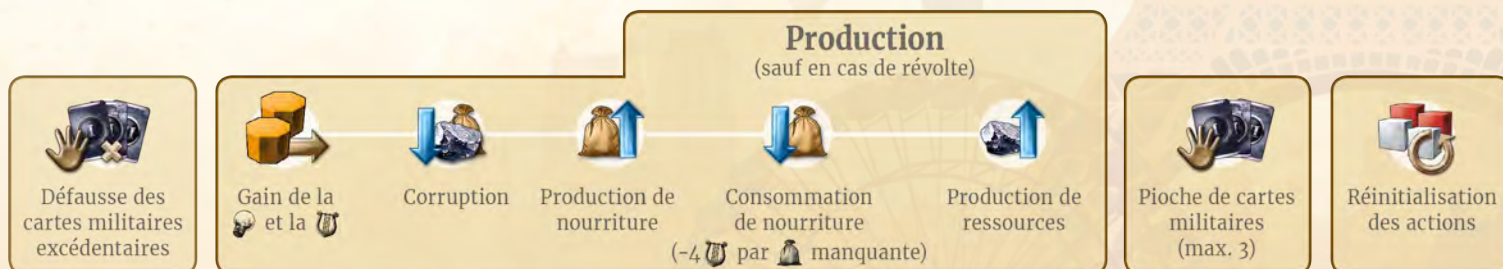 Production
(sauf en cas de révolte)
Défausse des
cartes militaires
excédentaires
Gain de la
et la
Corruption
Production de
nourriture
Consommation
de nourriture
(-4 par manquante)
Production de
ressources
Pioche de cartes
militaires
(max. 3)
Réinitialisation
des actions